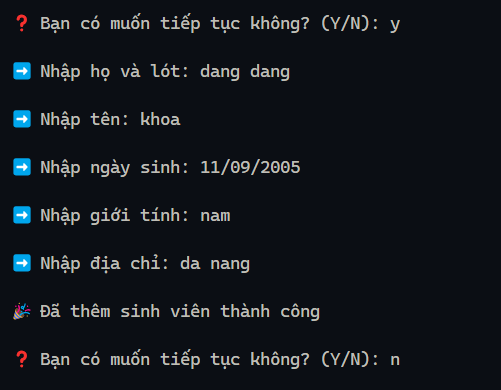 ❓ Bạn có muốn tiếp tục không? (Y/N): y
➡️ Nhập họ và lót: dang dang
➡️ Nhập tên: khoa
➡️ Nhập ngày sinh: 11/09/2005
➡️ Nhập giới tính: nam
➡️ Nhập địa chỉ: da nang
🎉 Đã thêm sinh viên thành công
❓ Bạn có muốn tiếp tục không? (Y/N): n